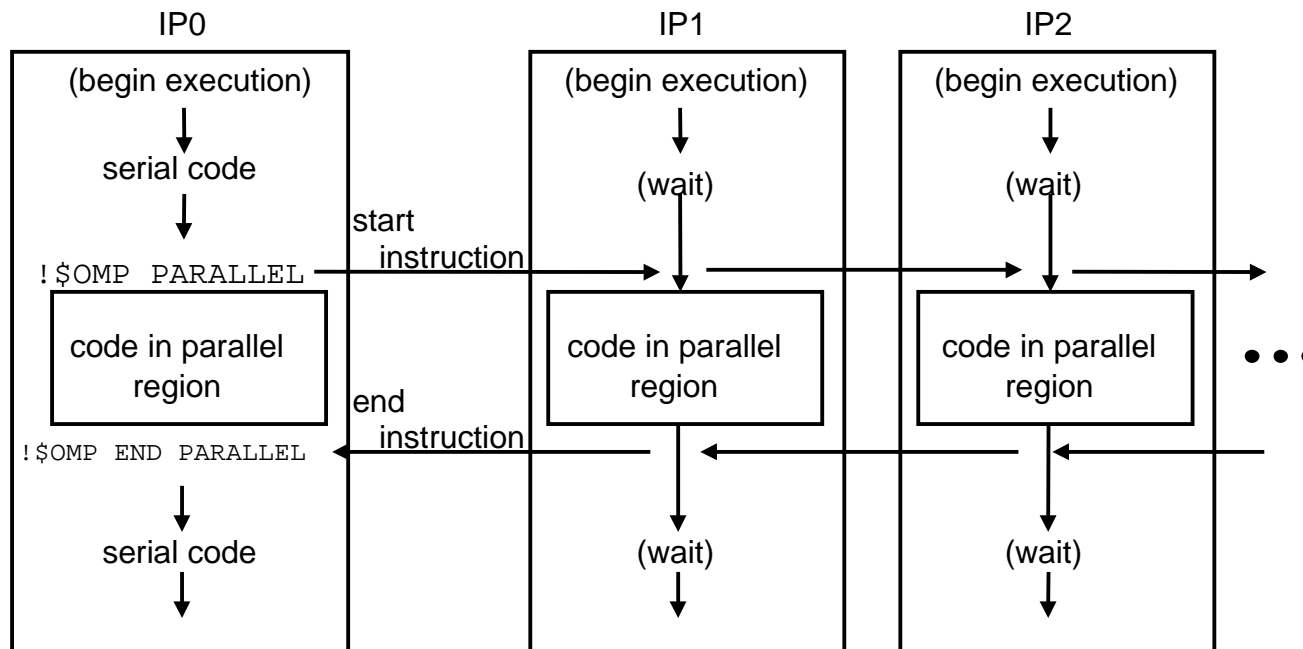 IP0
IP1
IP2
(begin execution)
(begin execution)
(begin execution)
serial code
(wait)
(wait)
start
instruction
!$OMP PARALLEL
code in parallel
region
code in parallel
region
code in parallel
region
end
instruction
!$OMP END PARALLEL
serial code
(wait)
(wait)